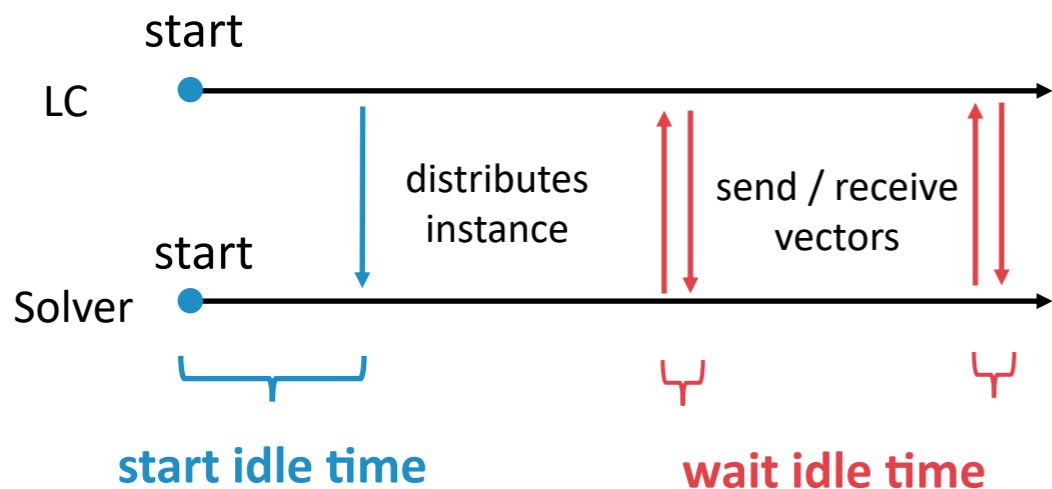 start
LC
distributes
instance
send / receive
vectors
start
Solver
start idle time
wait idle time